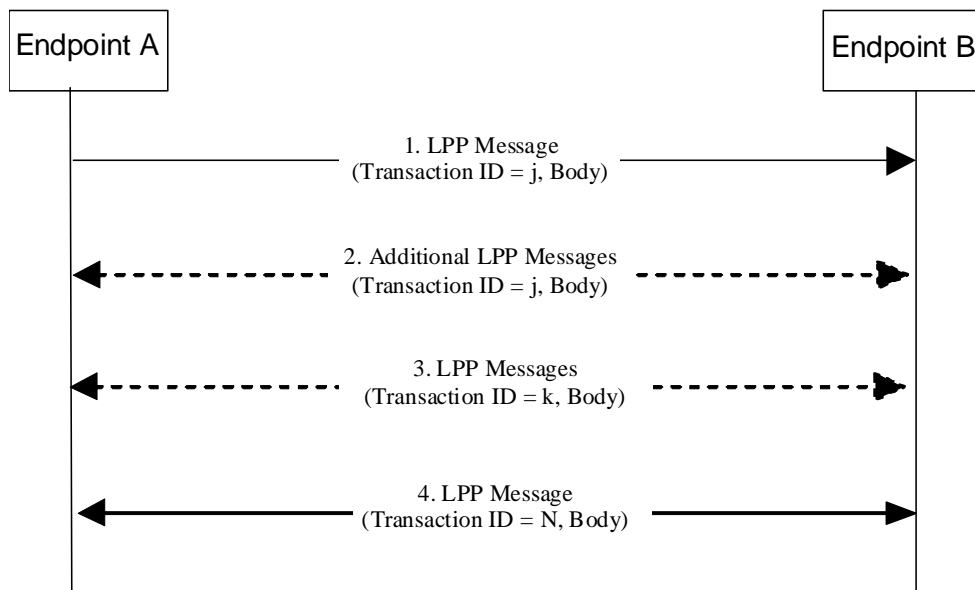 Endpoint A
Endpoint B
1. LPP Message
(Transaction ID = j, Body)
2. Additional LPP Messages
(Transaction ID = j, Body)
3. LPP Messages
(Transaction ID = k, Body)
4. LPP Message
(Transaction ID = N, Body)